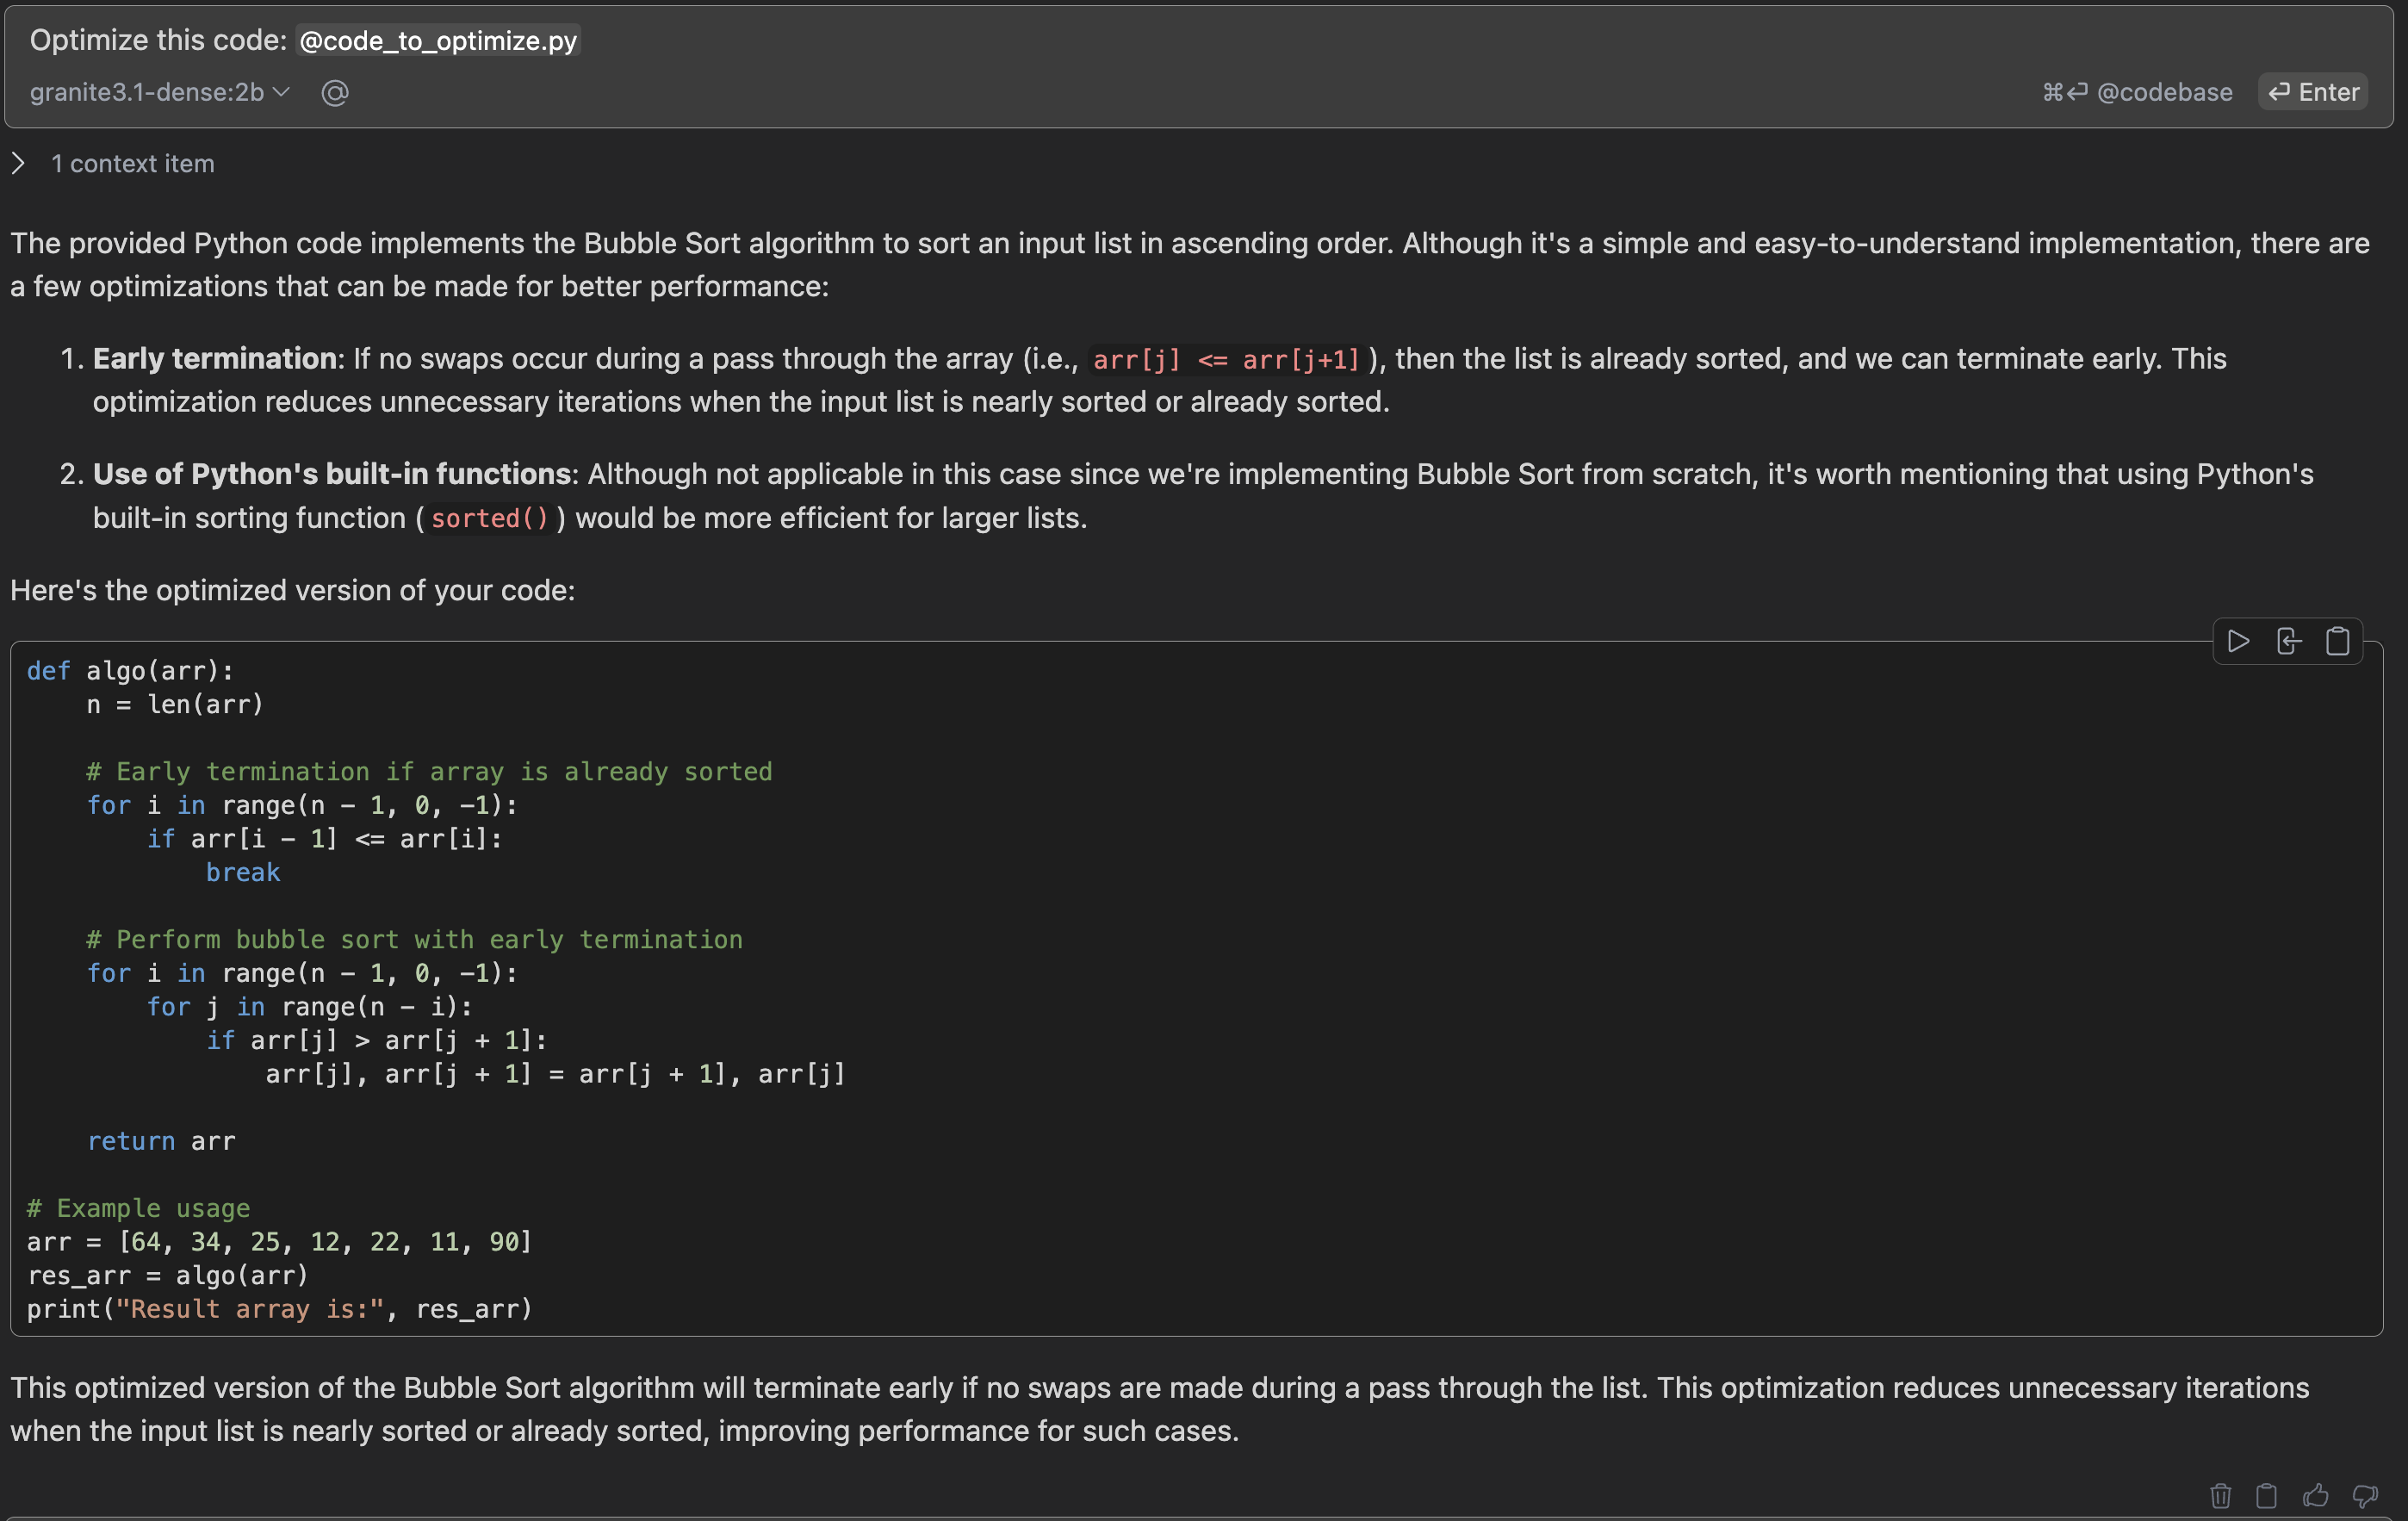 Optimize this code: @code_to_optimize.py
granite3.1-dense:2b @ ⌘⏎ @codebase ⏎ Enter
1 context item
The provided Python code implements the Bubble Sort algorithm to sort an input list in ascending order. Although it's a simple and easy-to-understand implementation, there are
a few optimizations that can be made for better performance:
1. Early termination: If no swaps occur during a pass through the array (i.e., arr[j] <= arr[j+1]), then the list is already sorted, and we can terminate early. This
optimization reduces unnecessary iterations when the input list is nearly sorted or already sorted.
2. Use of Python's built-in functions: Although not applicable in this case since we're implementing Bubble Sort from scratch, it's worth mentioning that using Python's
built-in sorting function (sorted()) would be more efficient for larger lists.
Here's the optimized version of your code:
def algo(arr):
    n = len(arr)
    # Early termination if array is already sorted
    for i in range(n - 1, 0, -1):
        if arr[i - 1] <= arr[i]:
            break
    # Perform bubble sort with early termination
    for i in range(n - 1, 0, -1):
        for j in range(n - i):
            if arr[j] > arr[j + 1]:
                arr[j], arr[j + 1] = arr[j + 1], arr[j]
    return arr
# Example usage
arr = [64, 34, 25, 12, 22, 11, 90]
res_arr = algo(arr)
print("Result array is:", res_arr)
This optimized version of the Bubble Sort algorithm will terminate early if no swaps are made during a pass through the list. This optimization reduces unnecessary iterations
when the input list is nearly sorted or already sorted, improving performance for such cases.